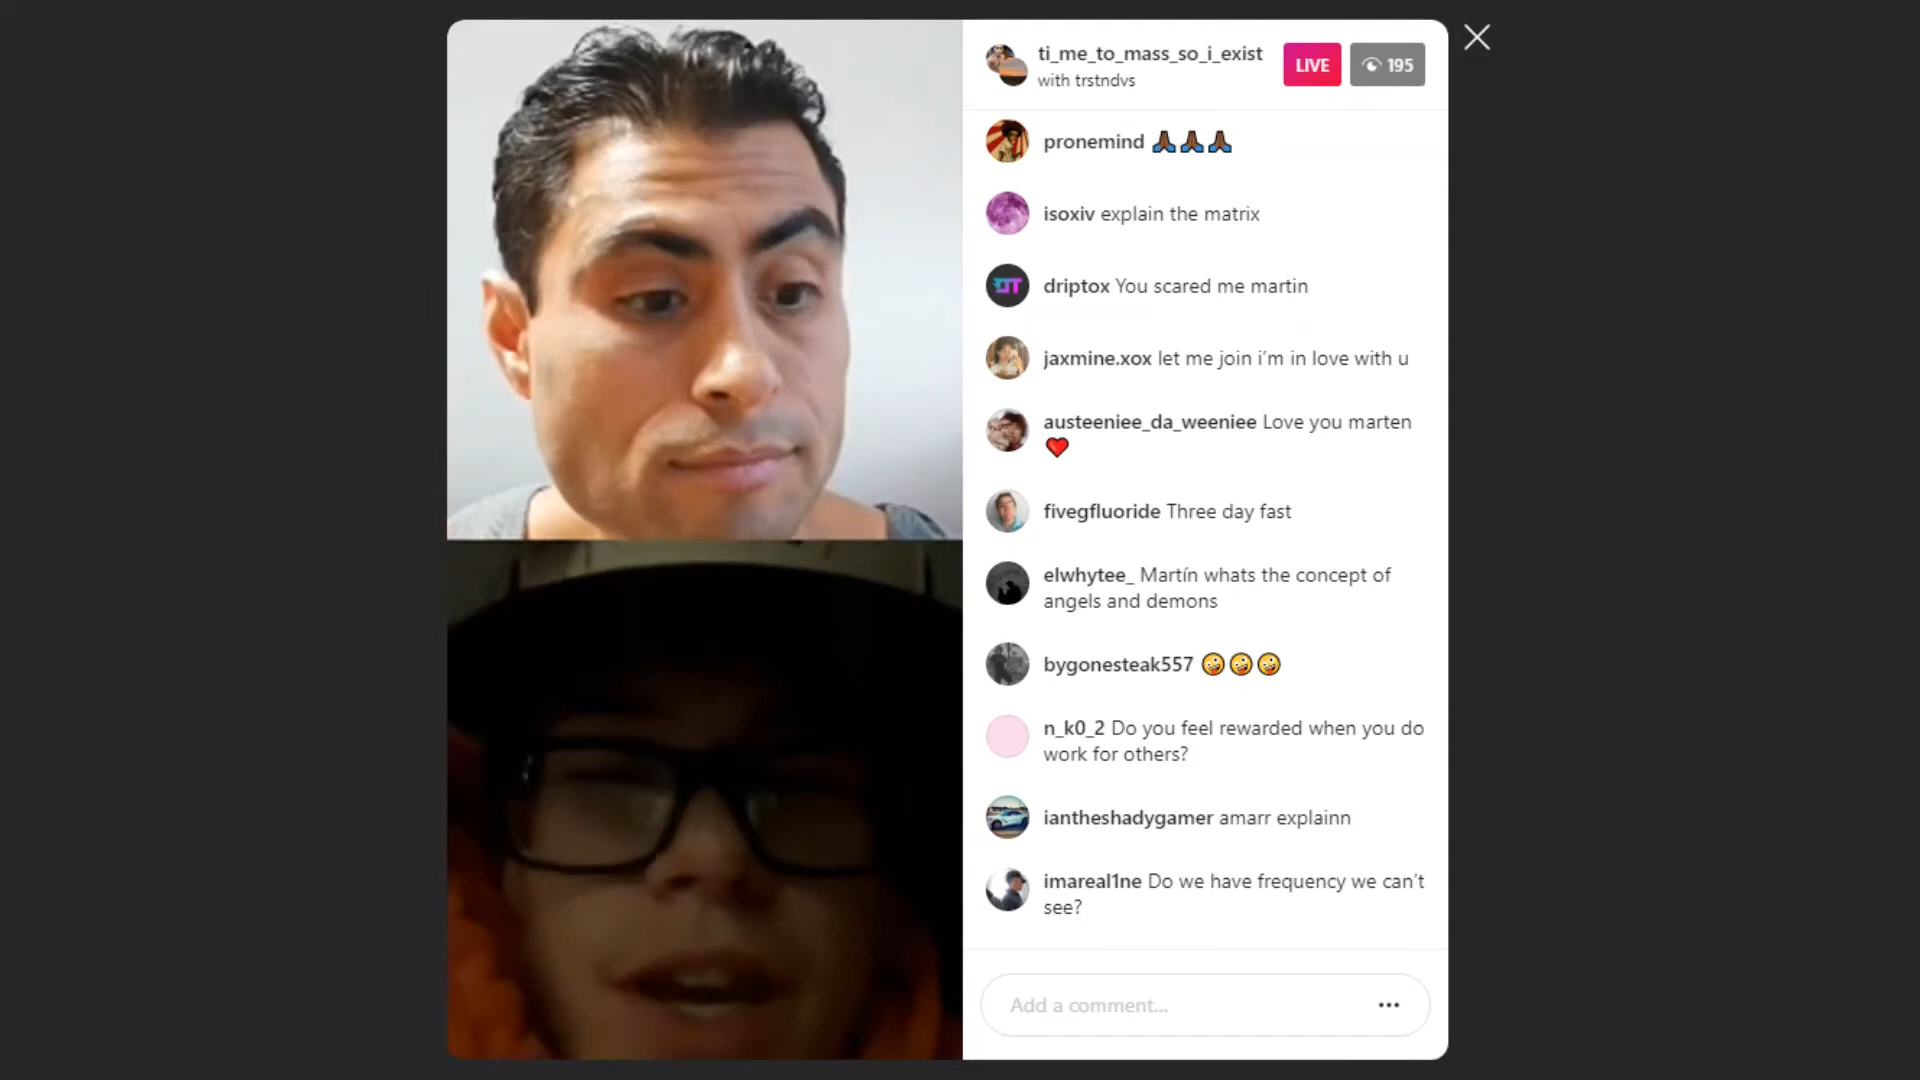 ti_me_to_mass_so_i_exist
with trstndvs
LIVE
195
pronemind 🙏🏾🙏🏾🙏🏾
isoxiv explain the matrix
DT
driptox You scared me martin
jaxmine.xox let me join i’m in love with u
austeeniee_da_weeniee Love you marten
❤️
fivegfluoride Three day fast
elwhytee_ Martín whats the concept of
angels and demons
bygonesteak557 🤪🤪🤪
n_k0_2 Do you feel rewarded when you do
work for others?
iantheshadygamer amarr explainn
imareal1ne Do we have frequency we can’t
see?
Add a comment...